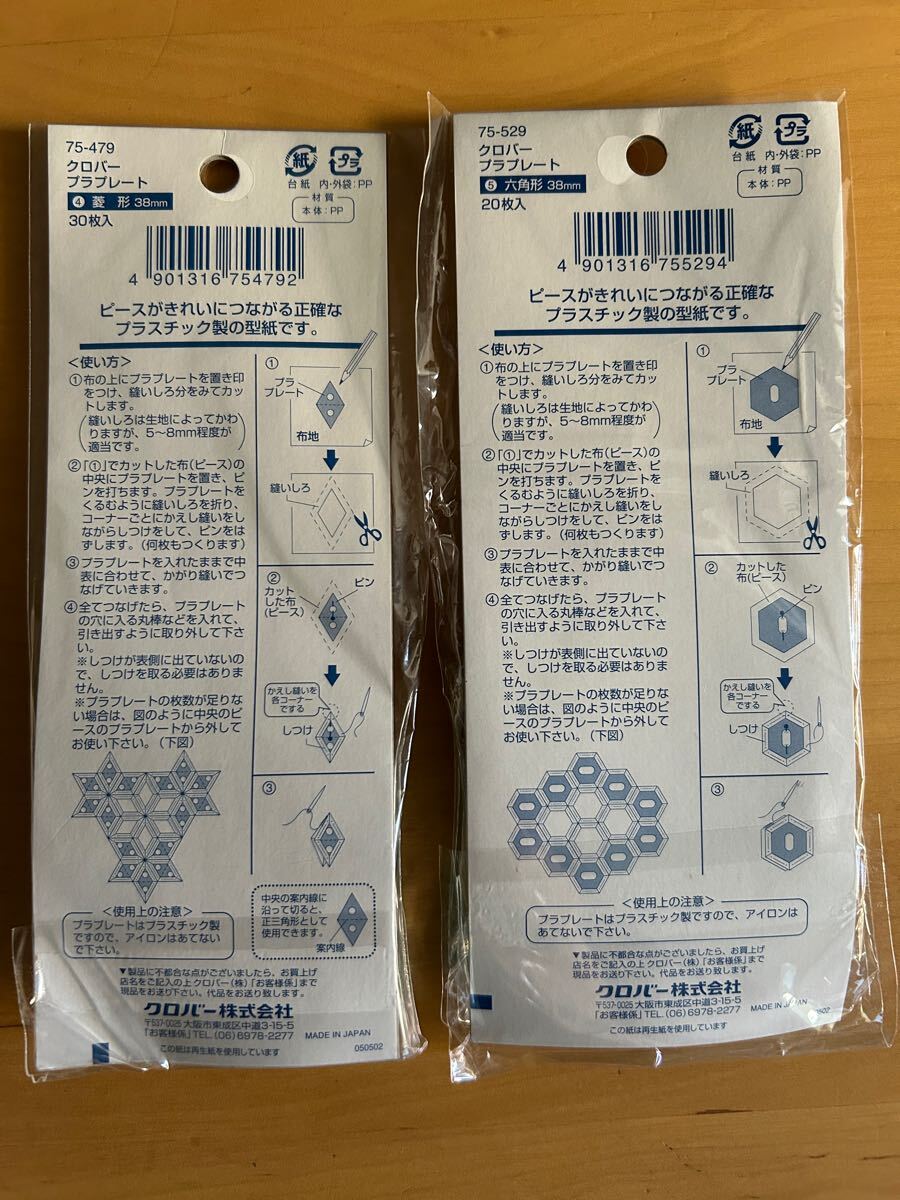 75-479
クロバー
プラプレート
④ 菱 形 38mm
30枚入
紙
プラ
台紙 内・外袋:PP
材質
本体:PP
4 901316 754792
ピースがきれいにつながる正確な
プラスチック製の型紙です。
<使い方>
①布の上にプラプレートを置き印
をつけ、縫いしろ分をみてカッ
トします。
(縫いしろは生地によってかわ
りますが、5〜8mm程度が
適当です。)
②「①」でカットした布(ピース)の
中央にプラプレートを置き、ピ
ンを打ちます。プラプレートを
くるむように縫いしろを折り、
コーナーごとにかえし縫いをし
ながらしつけをして、ピンをは
ずします。(何枚もつくります)
③プラプレートを入れたままで中
表に合わせて、かがり縫いでつ
なげていきます。
④全てつなげたら、プラプレート
の穴に入る丸棒などを入れて、
引き出すように取り外して下さ
い。
※しつけが表側に出ていないの
で、しつけを取る必要はありま
せん。
※プラプレートの枚数が足りな
い場合は、図のように中央のピ
ースのプラプレートから外して
お使い下さい。(下図)
①
プラ
プレート
布地
縫いしろ
②
カット
した布
(ピース)
ピン
かえし縫いを
各コーナー
でする
しつけ
③
<使用上の注意>
プラプレートはプラスチック製
ですので、アイロンはあてない
で下さい。
中央の案内線に
沿って切ると、
正三角形として
使用できます。
案内線
▼製品に不都合な点がございましたら、お買上げ
店名をご記入の上クロバー(株)「お客様係」まで
現品をお送り下さい。代品をお送り致します。
クロバー株式会社
〒537-0025 大阪市東成区中道3-15-5
「お客様係」TEL.(06)6978-2277
MADE IN JAPAN
この紙は再生紙を使用しています
050502
75-529
クロバー
プラプレート
⑤ 六角形 38mm
20枚入
紙
プラ
台紙 内・外袋:PP
材質
本体:PP
4 901316 755294
ピースがきれいにつながる正確な
プラスチック製の型紙です。
<使い方>
①布の上にプラプレートを置き印
をつけ、縫いしろ分をみてカッ
トします。
(縫いしろは生地によってかわ
りますが、5〜8mm程度が
適当です。)
②「①」でカットした布(ピース)の
中央にプラプレートを置き、ピ
ンを打ちます。プラプレートを
くるむように縫いしろを折り、
コーナーごとにかえし縫いをし
ながらしつけをして、ピンをは
ずします。(何枚もつくります)
③プラプレートを入れたままで中
表に合わせて、かがり縫いでつ
なげていきます。
④全てつなげたら、プラプレート
の穴に入る丸棒などを入れて、
引き出すように取り外して下さ
い。
※しつけが表側に出ていないの
で、しつけを取る必要はありま
せん。
※プラプレートの枚数が足りな
い場合は、図のように中央のピ
ースのプラプレートから外して
お使い下さい。(下図)
①
プラ
プレート
布地
縫いしろ
②
カットした
布(ピース)
ピン
かえし縫いを
各コーナー
でする
しつけ
③
<使用上の注意>
プラプレートはプラスチック製ですので、アイロンは
あてないで下さい。
▼製品に不都合な点がございましたら、お買上げ
店名をご記入の上クロバー(株)「お客様係」まで
現品をお送り下さい。代品をお送り致します。
クロバー株式会社
〒537-0025 大阪市東成区中道3-15-5
「お客様係」TEL.(06)6978-2277
MADE IN JAPAN
この紙は再生紙を使用しています